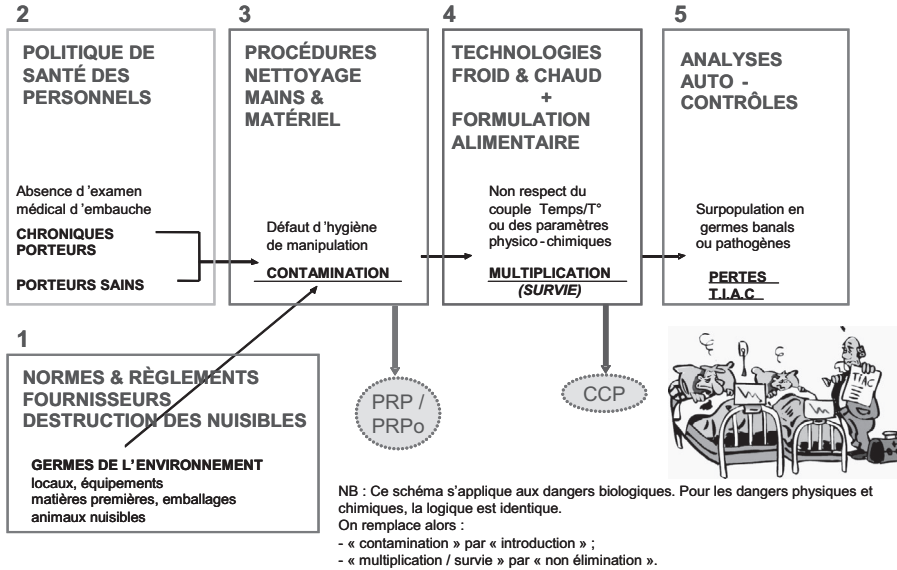 2
POLITIQUE DE
SANTÉ DES
PERSONNELS
Absence d 'examen
médical d 'embauche
CHRONIQUES
PORTEURS
PORTEURS SAINS
3
PROCÉDURES
NETTOYAGE
MAINS &
MATÉRIEL
Défaut d 'hygiène
de manipulation
CONTAMINATION
PRP /
PRPo
4
TECHNOLOGIES
FROID & CHAUD
+
FORMULATION
ALIMENTAIRE
Non respect du
couple Temps/T°
ou des paramètres
physico-chimiques
MULTIPLICATION
(SURVIE)
CCP
5
ANALYSES
AUTO -
CONTRÔLES
Surpopulation en
germes banals
ou pathogènes
PERTES
T.I.A.C
TIAC
1
NORMES & RÈGLEMENTS
FOURNISSEURS
DESTRUCTION DES NUISIBLES
GERMES DE L'ENVIRONNEMENT
locaux, équipements
matières premières, emballages
animaux nuisibles
NB : Ce schéma s'applique aux dangers biologiques. Pour les dangers physiques et
chimiques, la logique est identique.
On remplace alors :
- « contamination » par « introduction » ;
- « multiplication / survie » par « non élimination ».